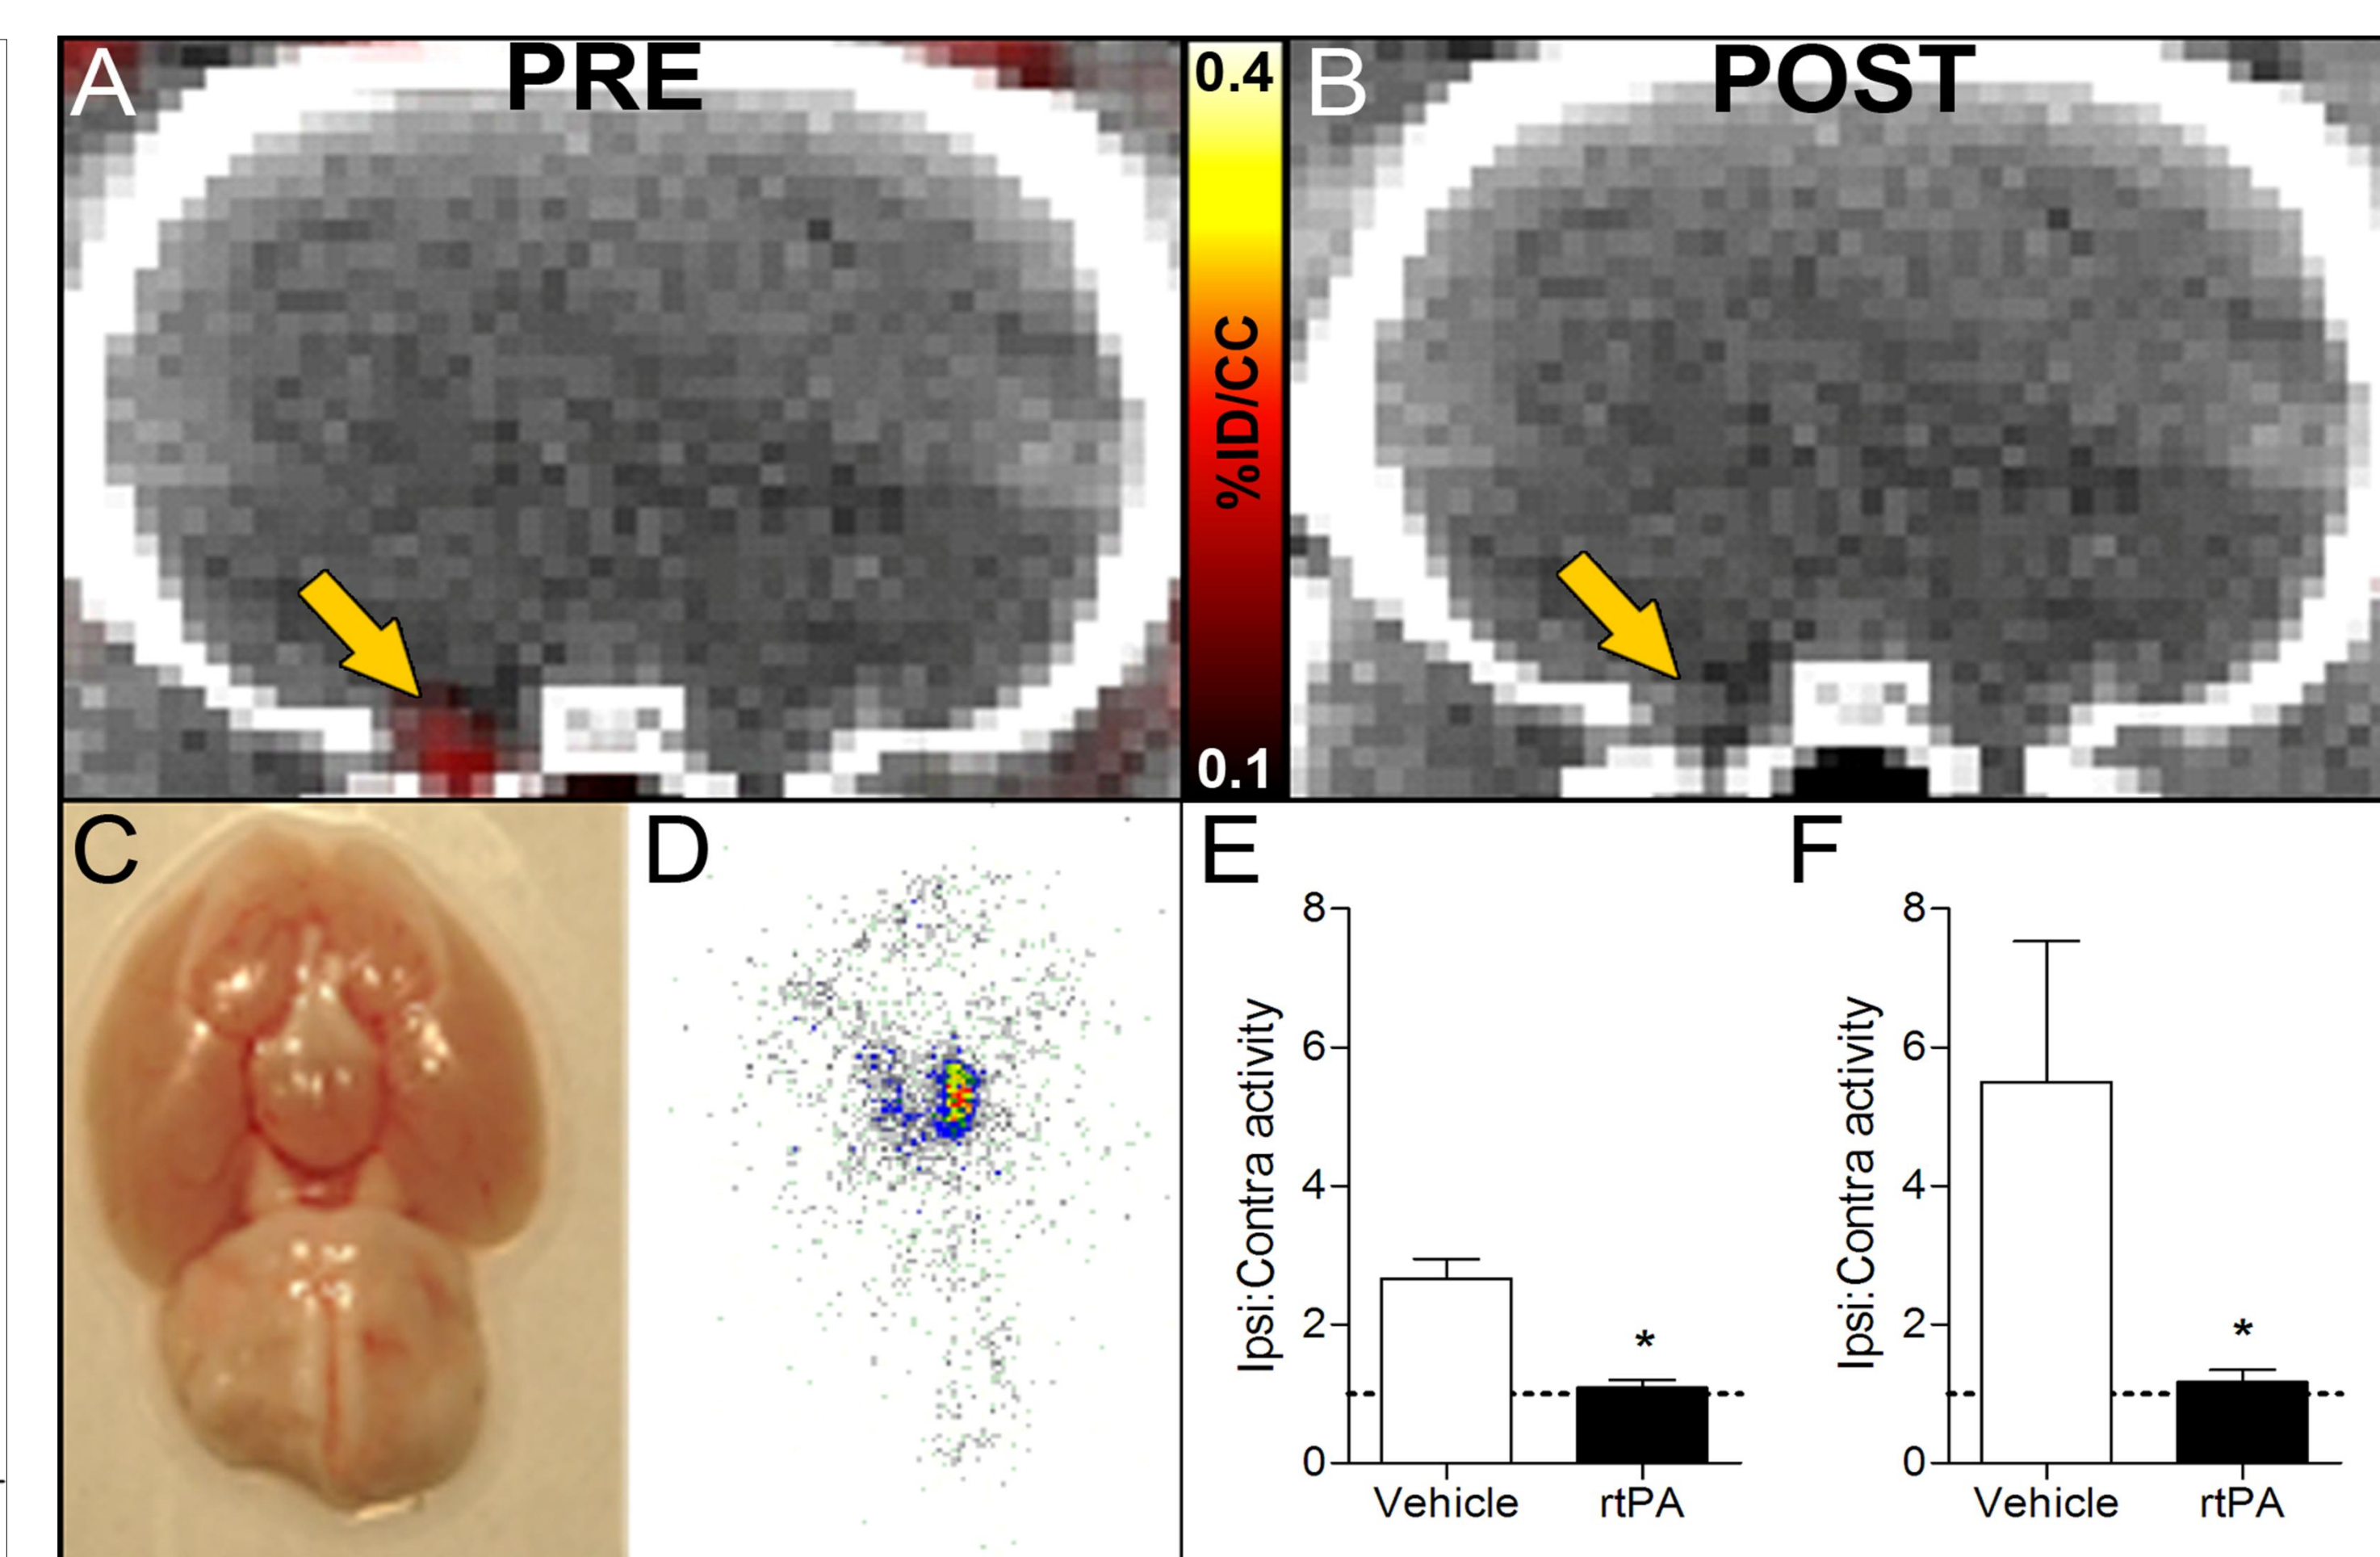 A
PRE
0.4
%ID/CC
0.1
B
POST
C
D
E
8
6
4
2
0
Ipsi:Contra activity
*
Vehicle
rtPA
F
8
6
4
2
0
Ipsi:Contra activity
*
Vehicle
rtPA